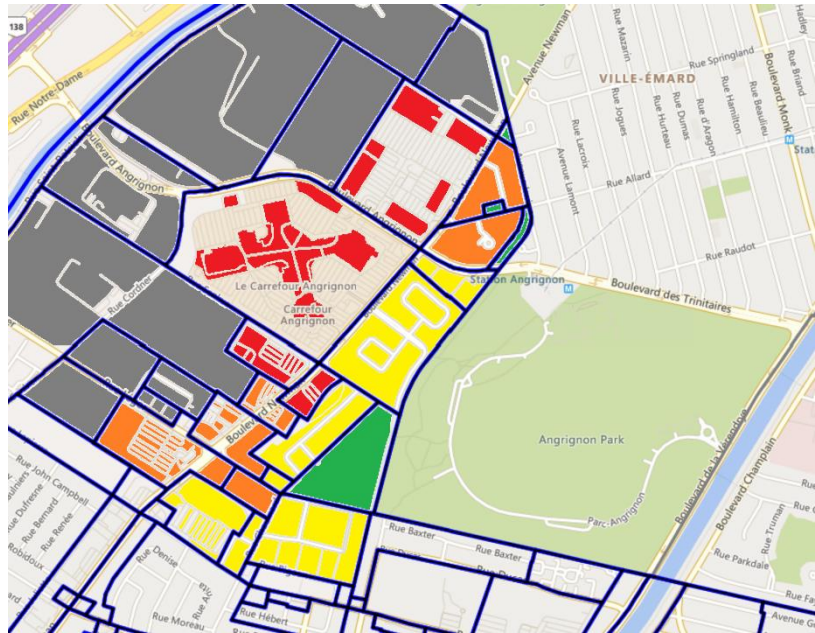 138
Rue Notre-Dame
Boulevard Angrignon
Avenue Newman
Hadley
Rue Mazarin
Rue Springland
VILLE-ÉMARD
Rue Jogues
Rue Hurteau
Rue Dumas
Rue d'Aragon
Rue Hamilton
Rue Beaulieu
Boulevard Monk
Rue Briand
M
Stati
Rue Lacroix
Avenue Lamont
Rue Allard
Boulevard Angrignon
Rue Raudot
Station Angrignon
M
Boulevard des Trinitaires
Le Carrefour Angrignon
Carrefour
Angrignon
Rue Cordner
Angrignon Park
Parc-Angrignon
Boulevard de la Vérendrye
Boulevard Champlain
Rue John Campbell
Rue Dufresne
Rue Bernard
Rue Renée
Robidoux
Rue Denise
Rue Moreau
Rue Hébert
Rue Baxter
Rue Baxter
Rue Truman
Rue Parkdale